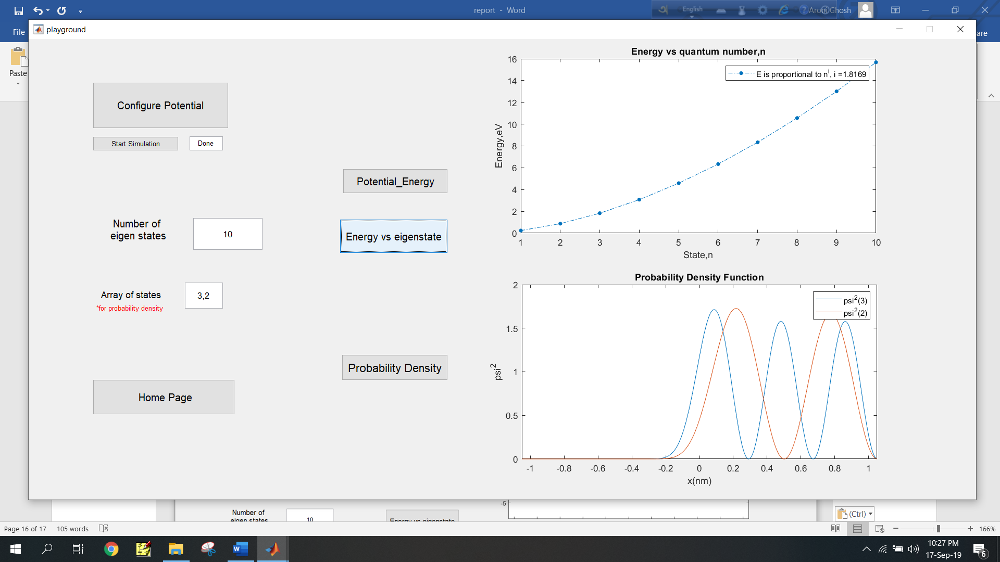 report - Word
English
Aroni Ghosh
File
are
playground
Paste
Configure Potential
Start Simulation
Done
Potential_Energy
Number of
eigen states
10
Energy vs eigenstate
Array of states
*for probability density
3,2
Probability Density
Home Page
Energy vs quantum number,n
16
14
12
10
8
6
4
2
0
E is proportional to n^i, i =1.8169
Energy,eV
1 2 3 4 5 6 7 8 9 10
State,n
Probability Density Function
2
1.5
1
0.5
0
psi^2(3)
psi^2(2)
psi^2
-1 -0.8 -0.6 -0.4 -0.2 0 0.2 0.4 0.6 0.8 1
x(nm)
Number of
eigen states
10
Energy vs eigenstate
-5
(Ctrl)
Page 16 of 17 105 words
166%
10:27 PM
17-Sep-19
6